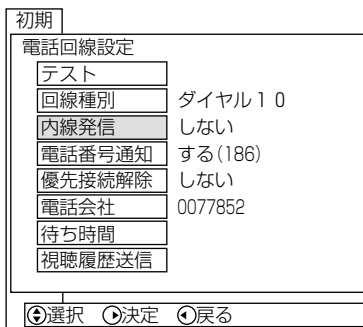 初期
電話回線設定
テスト
回線種別 ダイヤル１０
内線発信 しない
電話番号通知 する(186)
優先接続解除 しない
電話会社 0077852
待ち時間
視聴履歴送信
選択 決定 戻る